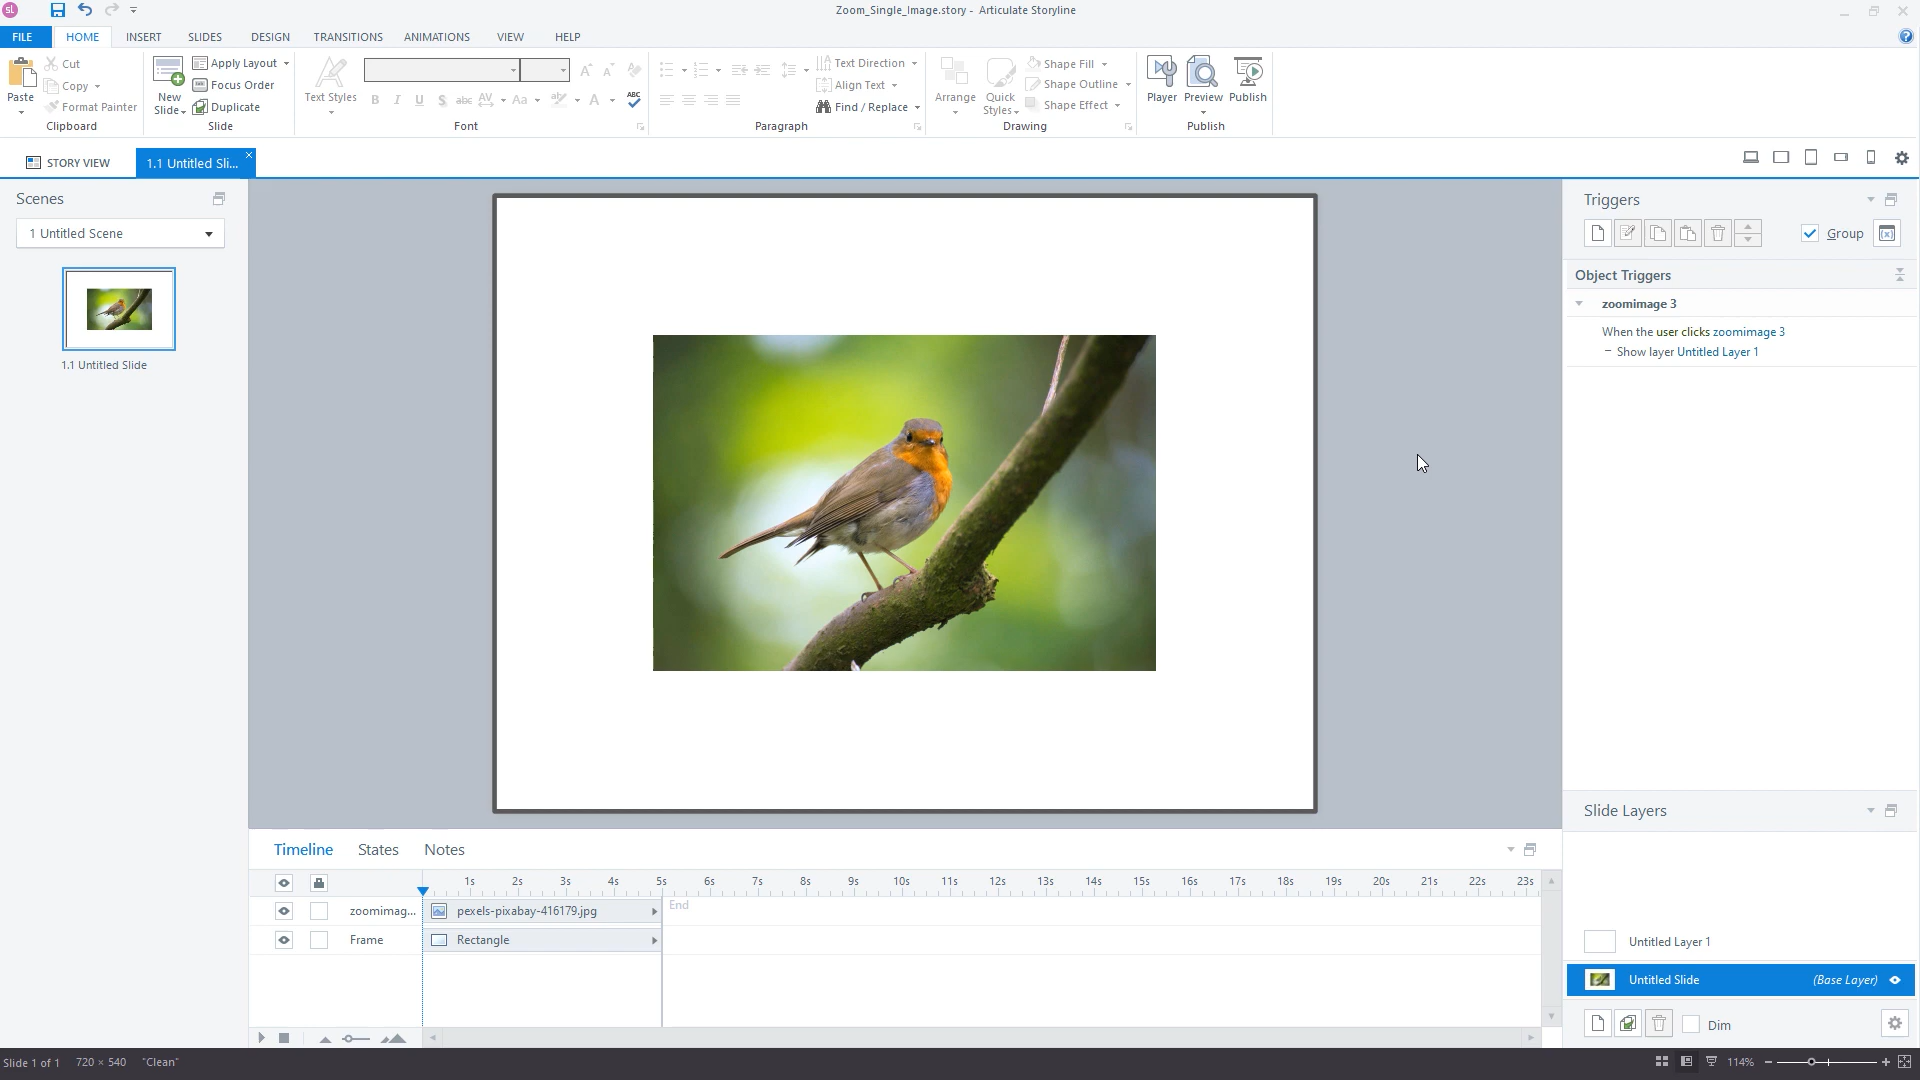 sL
Zoom_Single_Image.story - Articulate Storyline
FILE HOME INSERT SLIDES DESIGN TRANSITIONS ANIMATIONS VIEW HELP
Paste
Cut
Copy
Format Painter
Clipboard
New Slide
Apply Layout
Focus Order
Duplicate
Slide
Text Styles
B I U S abc AV Aa A ABC
Font
Text Direction
Align Text
Find / Replace
Paragraph
Arrange
Quick Styles
Shape Fill
Shape Outline
Shape Effect
Drawing
Player
Preview
Publish
Publish
STORY VIEW
1.1 Untitled Sli...
Scenes
1 Untitled Scene
1.1 Untitled Slide
Triggers
Group
Object Triggers
zoomimage 3
When the user clicks zoomimage 3
– Show layer Untitled Layer 1
Timeline States Notes
1s 2s 3s 4s 5s 6s 7s 8s 9s 10s 11s 12s 13s 14s 15s 16s 17s 18s 19s 20s 21s 22s 23s
zoomimag... pexels-pixabay-416179.jpg End
Frame Rectangle
Slide Layers
Untitled Layer 1
Untitled Slide (Base Layer)
Dim
Slide 1 of 1 720 × 540 "Clean" 114%